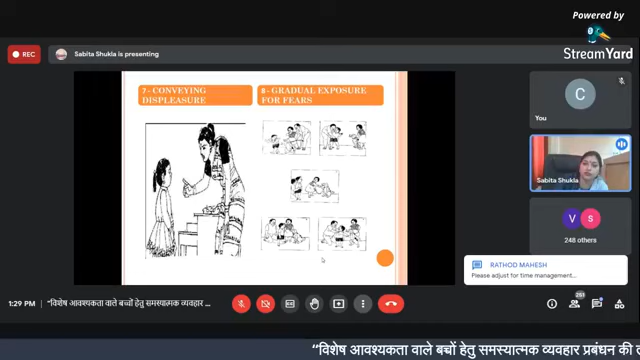 Powered by
StreamYard
REC
Sabita Shukla is presenting
7 - CONVEYING
DISPLEASURE
8 - GRADUAL EXPOSURE
FOR FEARS
C
You
Sabita Shukla
V
S
248 others
RATHOD MAHESH
Please adjust for time management...
1:29 PM
"विशेष आवश्यकता वाले बच्चों हेतु समस्यात्मक व्यवहार ...
251
"विशेष आवश्यकता वाले बच्चों हेतु समस्यात्मक व्यवहार प्रबंधन की